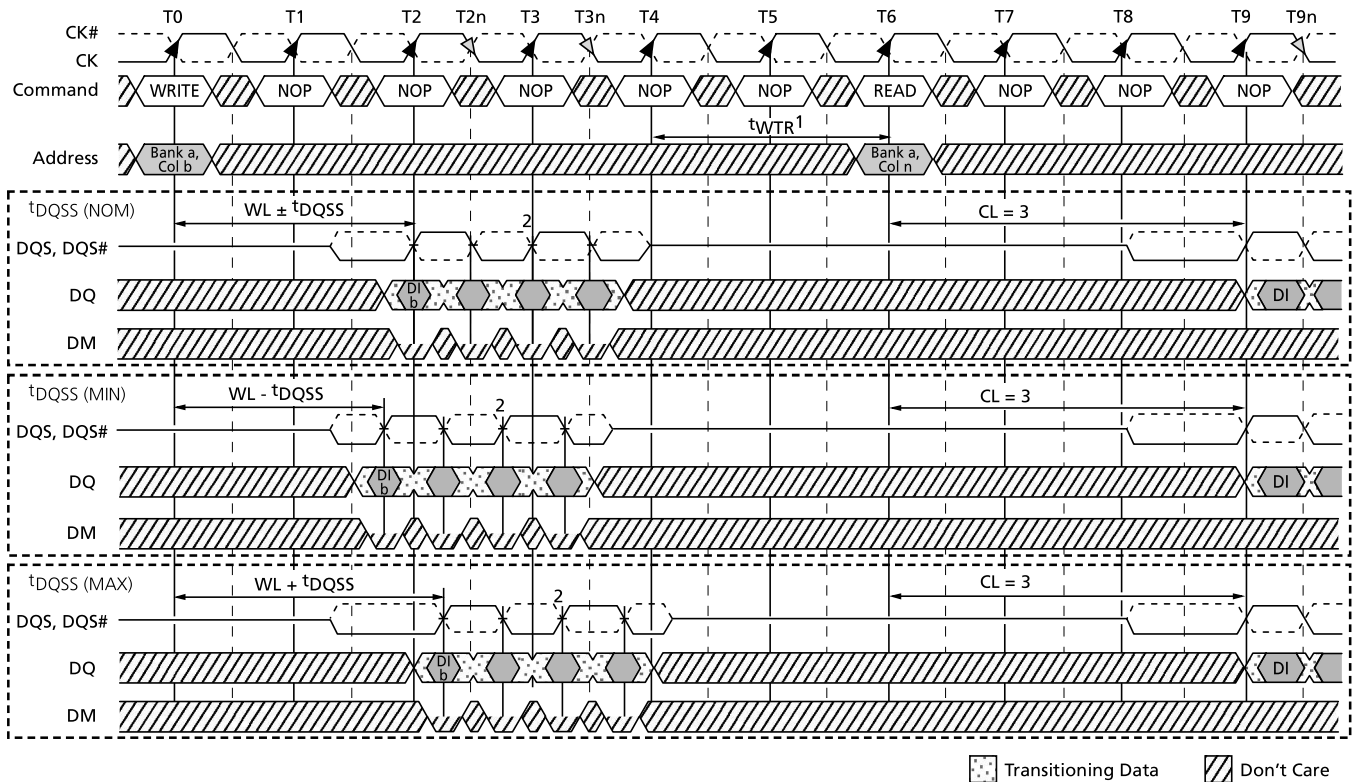 T0 T1 T2 T2n T3 T3n T4 T5 T6 T7 T8 T9 T9n
CK#
CK
Command WRITE NOP NOP NOP NOP NOP READ NOP NOP NOP
tWTR1
Address Bank a, Col b Bank a, Col n
tDQSS (NOM) WL ± tDQSS 2 CL = 3
DQS, DQS#
DQ DI b DI
DM
tDQSS (MIN) WL - tDQSS 2 CL = 3
DQS, DQS#
DQ DI b DI
DM
tDQSS (MAX) WL + tDQSS 2 CL = 3
DQS, DQS#
DQ DI b DI
DM
Transitioning Data Don't Care